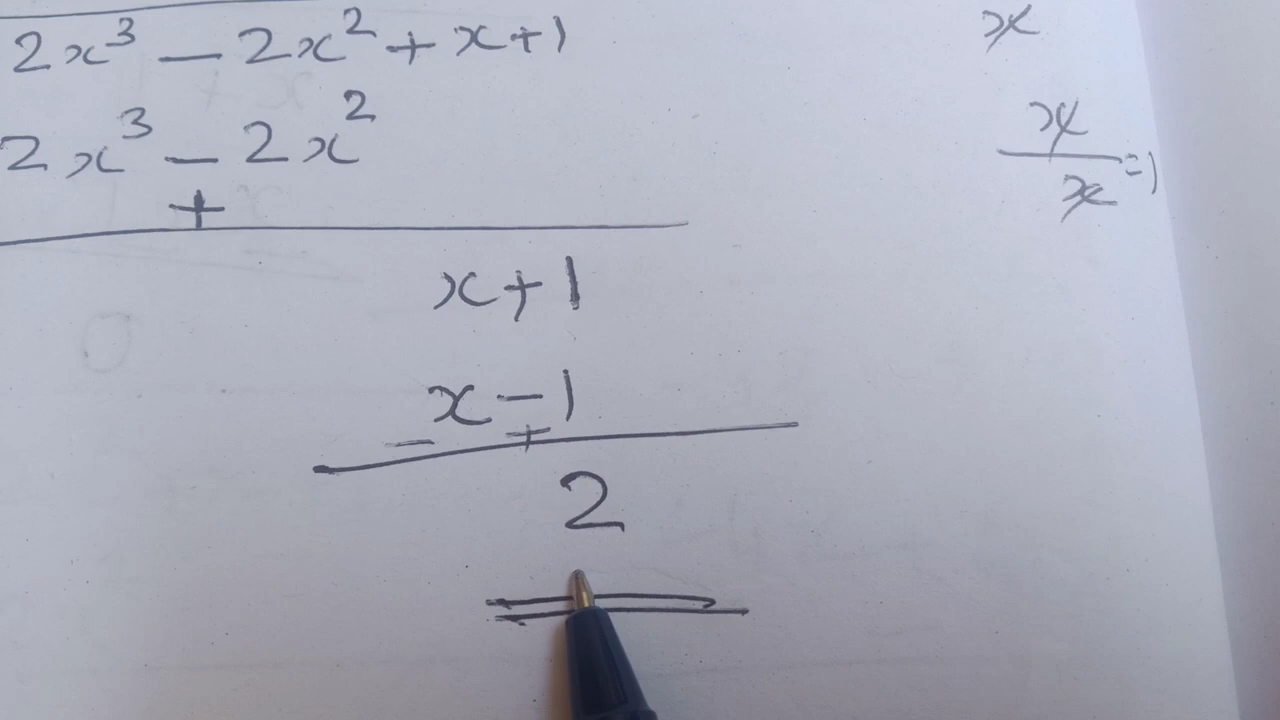 2x³ - 2x² + x + 1
2x³ - 2x²
+
x + 1
x - 1
- +
2
x
x/x = 1